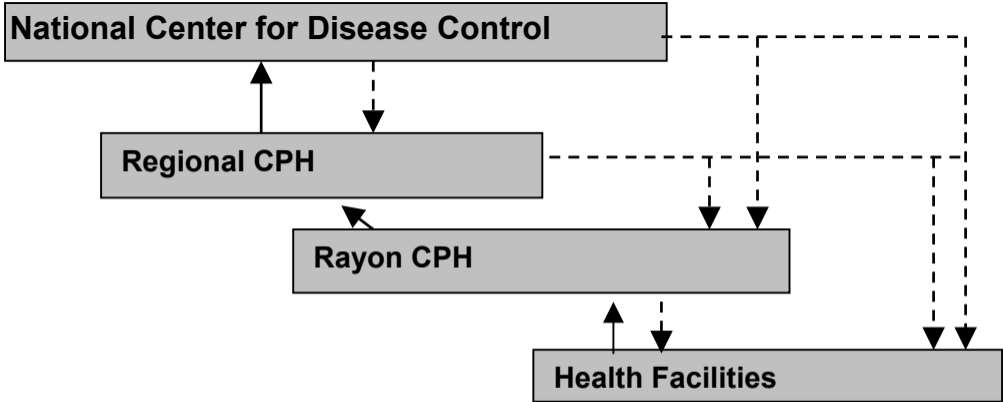 National Center for Disease Control
Regional CPH
Rayon CPH
Health Facilities